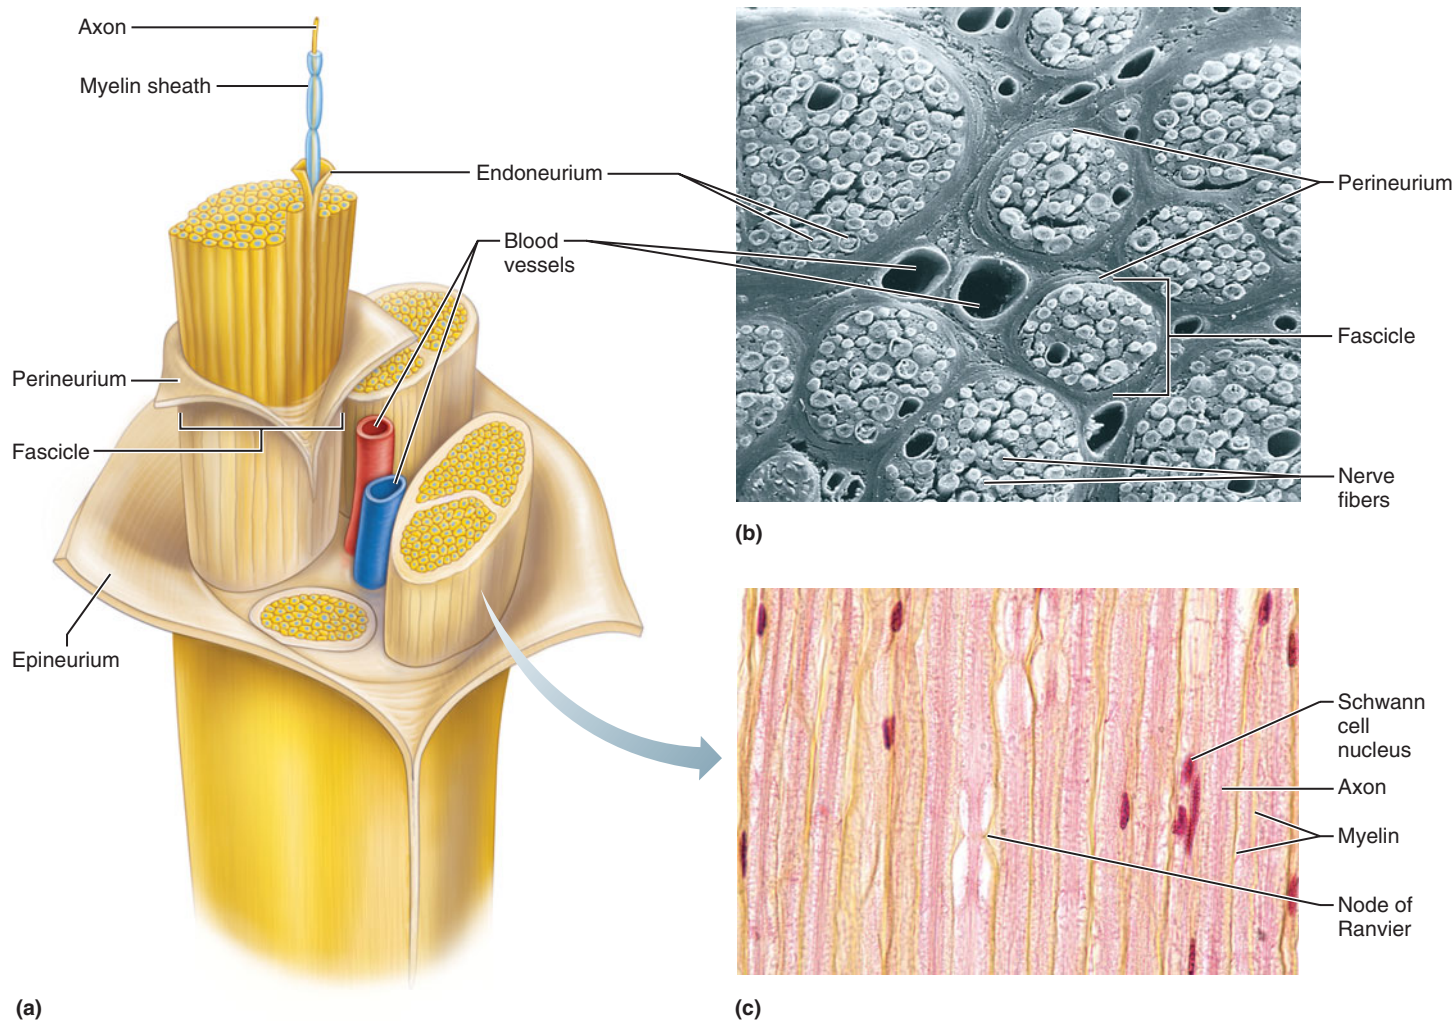 Axon
Myelin sheath
Endoneurium
Blood
vessels
Perineurium
Fascicle
Epineurium
(a)
Perineurium
Fascicle
Nerve
fibers
(b)
Schwann
cell
nucleus
Axon
Myelin
Node of
Ranvier
(c)